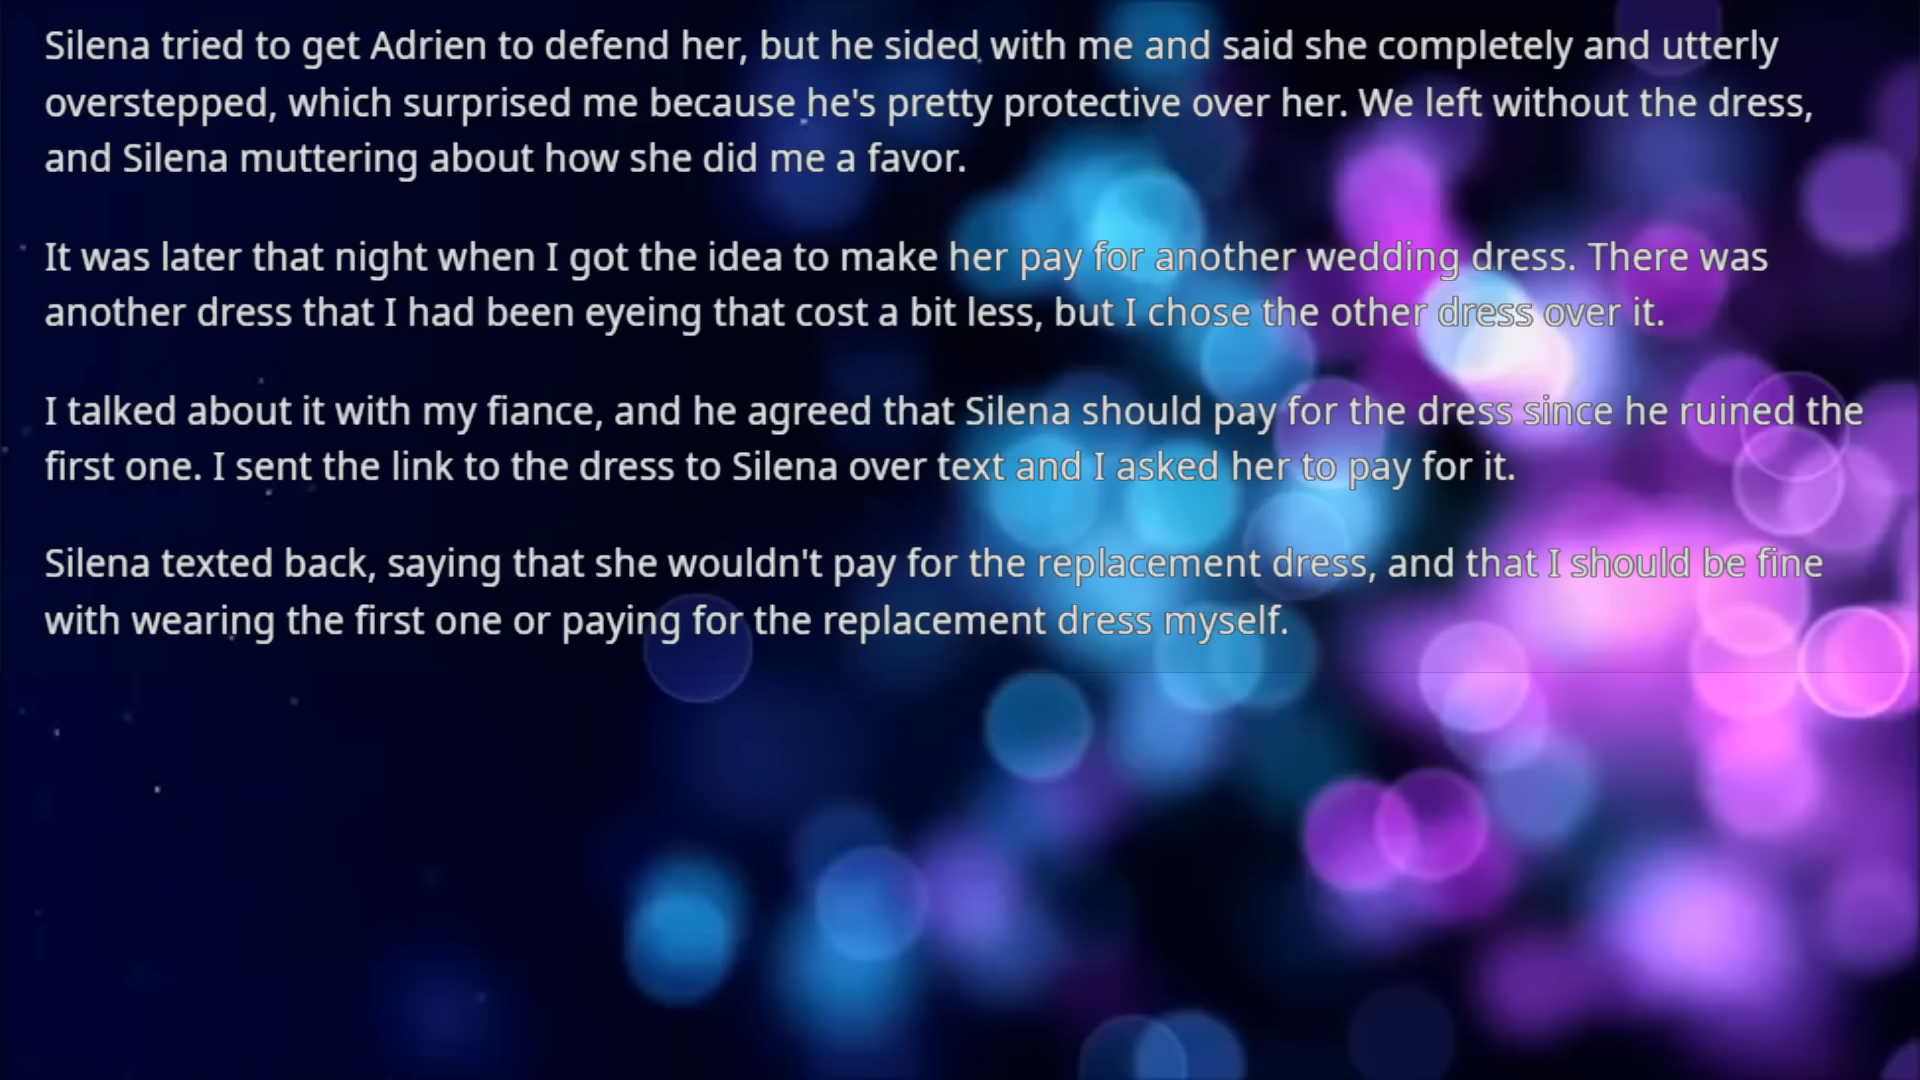 Silena tried to get Adrien to defend her, but he sided with me and said she completely and utterly
overstepped, which surprised me because he's pretty protective over her. We left without the dress,
and Silena muttering about how she did me a favor.
It was later that night when I got the idea to make her pay for another wedding dress. There was
another dress that I had been eyeing that cost a bit less, but I chose the other dress over it.
I talked about it with my fiance, and he agreed that Silena should pay for the dress since he ruined the
first one. I sent the link to the dress to Silena over text and I asked her to pay for it.
Silena texted back, saying that she wouldn't pay for the replacement dress, and that I should be fine
with wearing the first one or paying for the replacement dress myself.